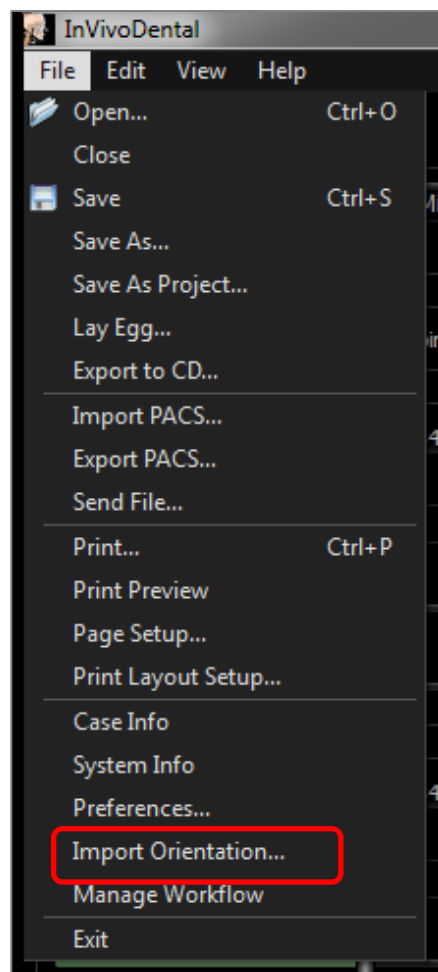 InVivoDental
File Edit View Help
Open... Ctrl+O
Close
Save Ctrl+S
Save As...
Save As Project...
Lay Egg...
Export to CD...
Import PACS...
Export PACS...
Send File...
Print... Ctrl+P
Print Preview
Page Setup...
Print Layout Setup...
Case Info
System Info
Preferences...
Import Orientation...
Manage Workflow
Exit